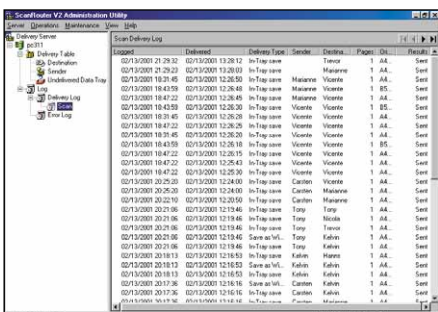 ScanRouter V2 Administration Utility
Server Operations Maintenance View Help
Delivery Server
pc311
Delivery Table
Destination
Sender
Undelivered Data Tray
Log
Delivery Log
Scan
Error Log
Scan Delivery Log
Logged Delivered Delivery Type Sender Destina... Pages Ori... Results
02/13/2001 21:29:32 02/13/2001 13:28:12 In-Tray save Trevor 1 A4... Sent
02/13/2001 21:29:23 02/13/2001 13:28:03 In-Tray save Marianne 1 A4... Sent
02/13/2001 18:31:45 02/13/2001 12:26:50 In-Tray save Marianne Vicente 1 A4... Sent
02/13/2001 18:43:59 02/13/2001 12:26:48 In-Tray save Marianne Vicente 1 B5... Sent
02/13/2001 18:47:22 02/13/2001 12:26:45 In-Tray save Marianne Vicente 1 A4... Sent
02/13/2001 18:43:59 02/13/2001 12:26:30 In-Tray save Vicente Vicente 1 B5... Sent
02/13/2001 18:31:45 02/13/2001 12:26:28 In-Tray save Vicente Vicente 1 A4... Sent
02/13/2001 18:47:22 02/13/2001 12:26:25 In-Tray save Vicente Vicente 1 A4... Sent
02/13/2001 18:31:45 02/13/2001 12:26:20 In-Tray save Vicente Vicente 1 A4... Sent
02/13/2001 18:43:59 02/13/2001 12:26:18 In-Tray save Vicente Vicente 1 B5... Sent
02/13/2001 18:47:22 02/13/2001 12:26:15 In-Tray save Vicente Vicente 1 A4... Sent
02/13/2001 18:47:22 02/13/2001 12:25:43 In-Tray save Vicente Vicente 1 A4... Sent
02/13/2001 18:47:22 02/13/2001 12:25:30 In-Tray save Vicente Vicente 1 A4... Sent
02/13/2001 20:25:20 02/13/2001 12:24:00 In-Tray save Carsten Vicente 1 A4... Sent
02/13/2001 20:25:20 02/13/2001 12:24:00 In-Tray save Carsten Marianne 1 A4... Sent
02/13/2001 20:22:10 02/13/2001 12:20:50 In-Tray save Carsten Marianne 1 A4... Sent
02/13/2001 20:21:06 02/13/2001 12:19:46 In-Tray save Tony Tony 1 A4... Sent
02/13/2001 20:21:06 02/13/2001 12:19:46 In-Tray save Tony Nicola 1 A4... Sent
02/13/2001 20:21:06 02/13/2001 12:19:46 In-Tray save Tony Trevor 1 A4... Sent
02/13/2001 20:21:06 02/13/2001 12:19:46 Save as Wi... Tony Kelvin 1 A4... Sent
02/13/2001 20:21:06 02/13/2001 12:19:46 In-Tray save Tony Kelvin 1 A4... Sent
02/13/2001 20:18:13 02/13/2001 12:16:53 In-Tray save Kelvin Hanns 1 A4... Sent
02/13/2001 20:18:13 02/13/2001 12:16:53 Save as Wi... Kelvin Kelvin 1 A4... Sent
02/13/2001 20:18:13 02/13/2001 12:16:53 In-Tray save Kelvin Kelvin 1 A4... Sent
02/13/2001 20:17:36 02/13/2001 12:16:16 Save as Wi... Carsten Kelvin 1 A4... Sent
02/13/2001 20:17:36 02/13/2001 12:16:16 In-Tray save Carsten Kelvin 1 A4... Sent
02/13/2001 20:17:36 02/13/2001 12:16:16 In-Tray save Carsten Marianne 1 A4... Sent